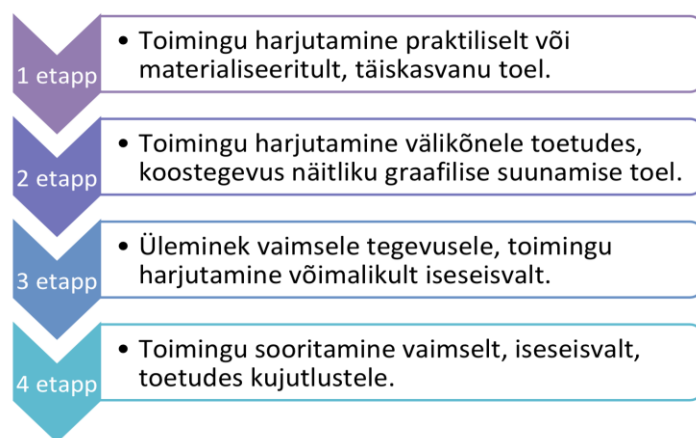 1 etapp
• Toimingu harjutamine praktiliselt või
materialiseeritult, täiskasvanu toel.
2 etapp
• Toimingu harjutamine välikõnele toetudes,
koostegevus näitliku graafilise suunamise toel.
3 etapp
• Üleminek vaimsele tegevusele, toimingu
harjutamine võimalikult iseseisvalt.
4 etapp
• Toimingu sooritamine vaimselt, iseseisvalt,
toetudes kujutlustele.